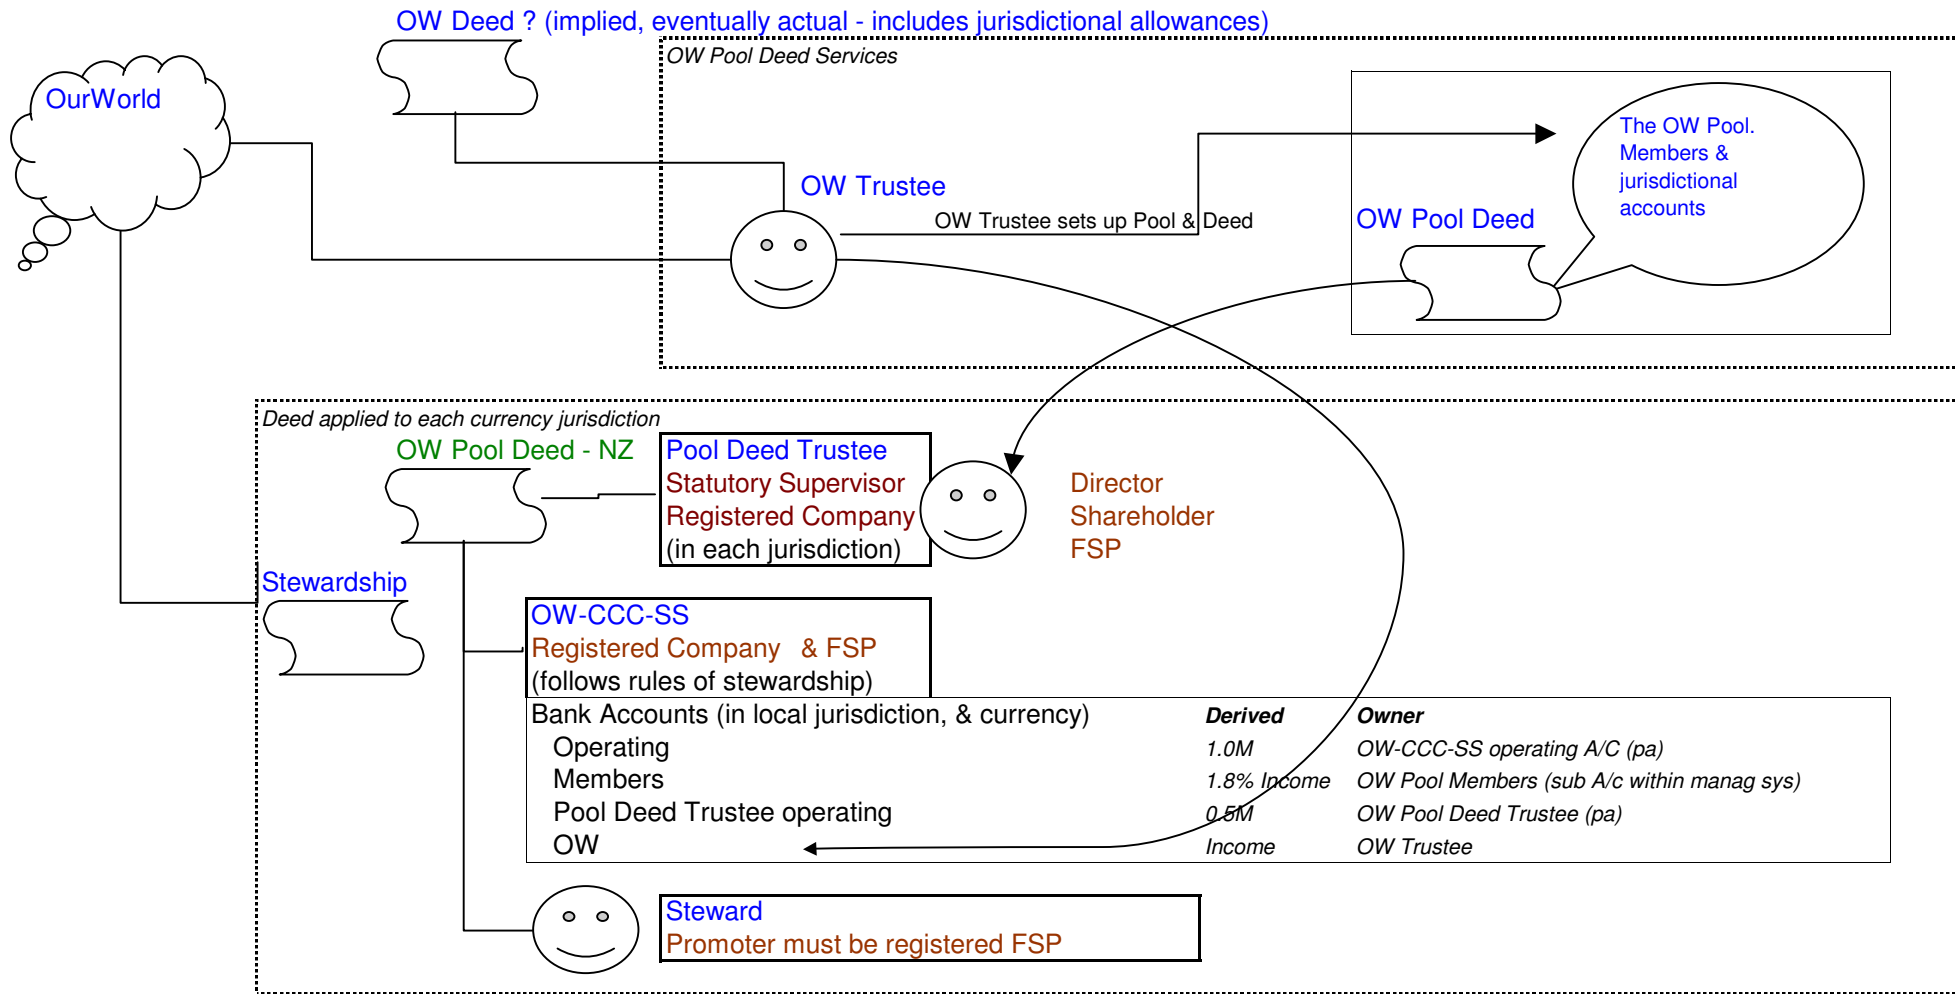 OW Deed ? (implied, eventually actual - includes jurisdictional allowances)
OW Pool Deed Services
OurWorld
The OW Pool.
Members &
jurisdictional
accounts
OW Trustee
OW Trustee sets up Pool & Deed
OW Pool Deed
Deed applied to each currency jurisdiction
OW Pool Deed - NZ
Pool Deed Trustee
Statutory Supervisor
Registered Company
(in each jurisdiction)
Director
Shareholder
FSP
Stewardship
OW-CCC-SS
Registered Company & FSP
(follows rules of stewardship)
Bank Accounts (in local jurisdiction, & currency) Derived Owner
Operating 1.0M OW-CCC-SS operating A/C (pa)
Members 1.8% Income OW Pool Members (sub A/c within manag sys)
Pool Deed Trustee operating 0.5M OW Pool Deed Trustee (pa)
OW Income OW Trustee
Steward
Promoter must be registered FSP